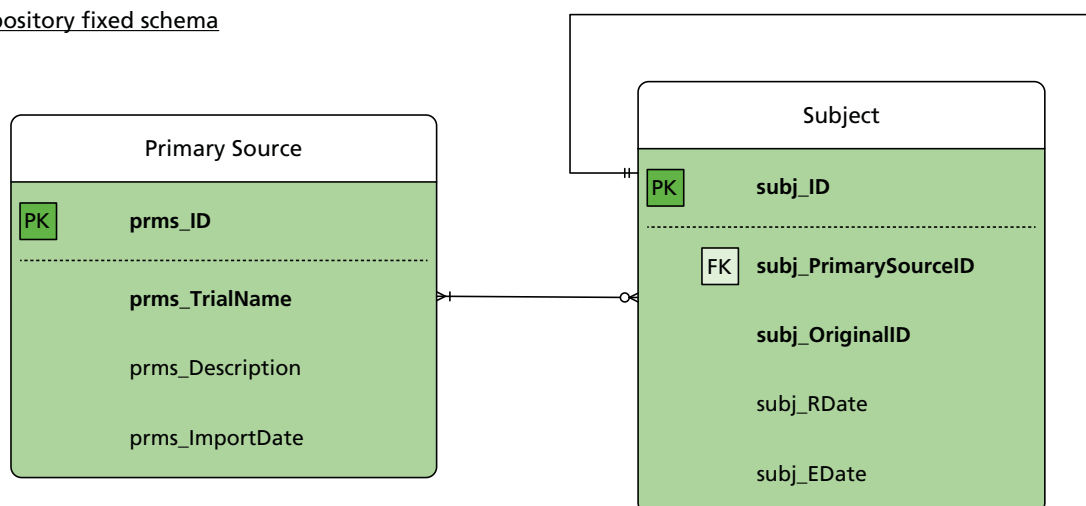 pository fixed schema
Primary Source
PK prms_ID
prms_TrialName
prms_Description
prms_ImportDate
Subject
PK subj_ID
FK subj_PrimarySourceID
subj_OriginalID
subj_RDate
subj_EDate